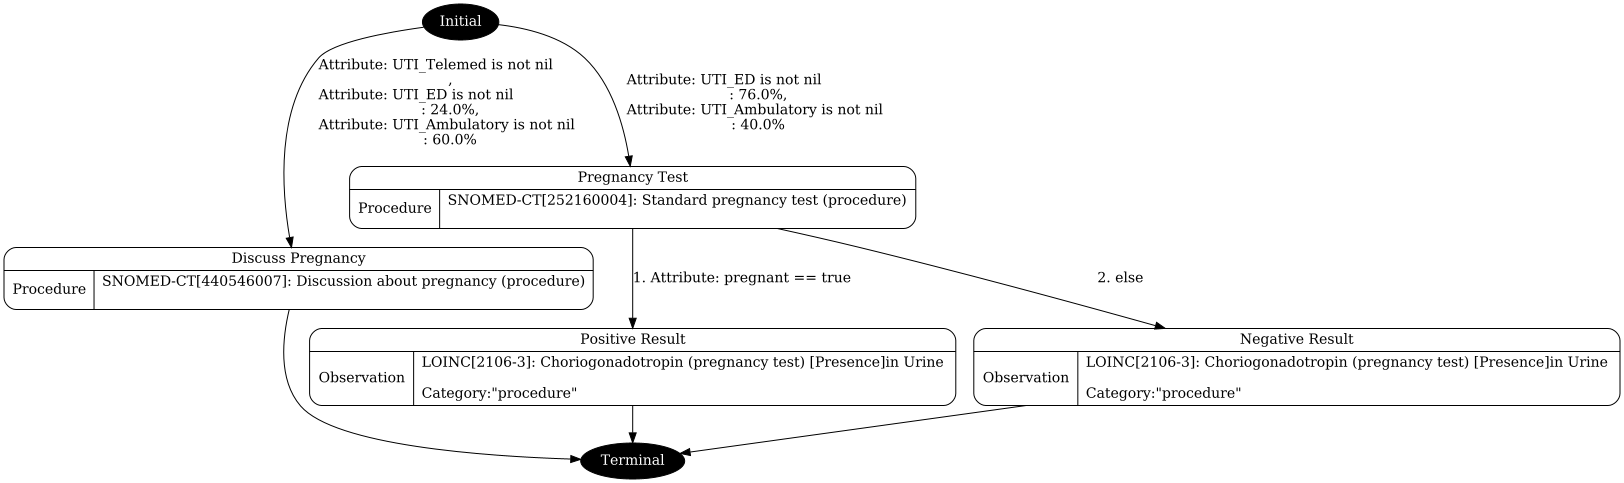 Initial
Attribute: UTI_Telemed is not nil
,
Attribute: UTI_ED is not nil
: 24.0%,
Attribute: UTI_Ambulatory is not nil
: 60.0%
Attribute: UTI_ED is not nil
: 76.0%,
Attribute: UTI_Ambulatory is not nil
: 40.0%
Pregnancy Test
Procedure
SNOMED-CT[252160004]: Standard pregnancy test (procedure)
Discuss Pregnancy
Procedure
SNOMED-CT[440546007]: Discussion about pregnancy (procedure)
1. Attribute: pregnant == true
2. else
Positive Result
Observation
LOINC[2106-3]: Choriogonadotropin (pregnancy test) [Presence]in Urine
Category:"procedure"
Negative Result
Observation
LOINC[2106-3]: Choriogonadotropin (pregnancy test) [Presence]in Urine
Category:"procedure"
Terminal